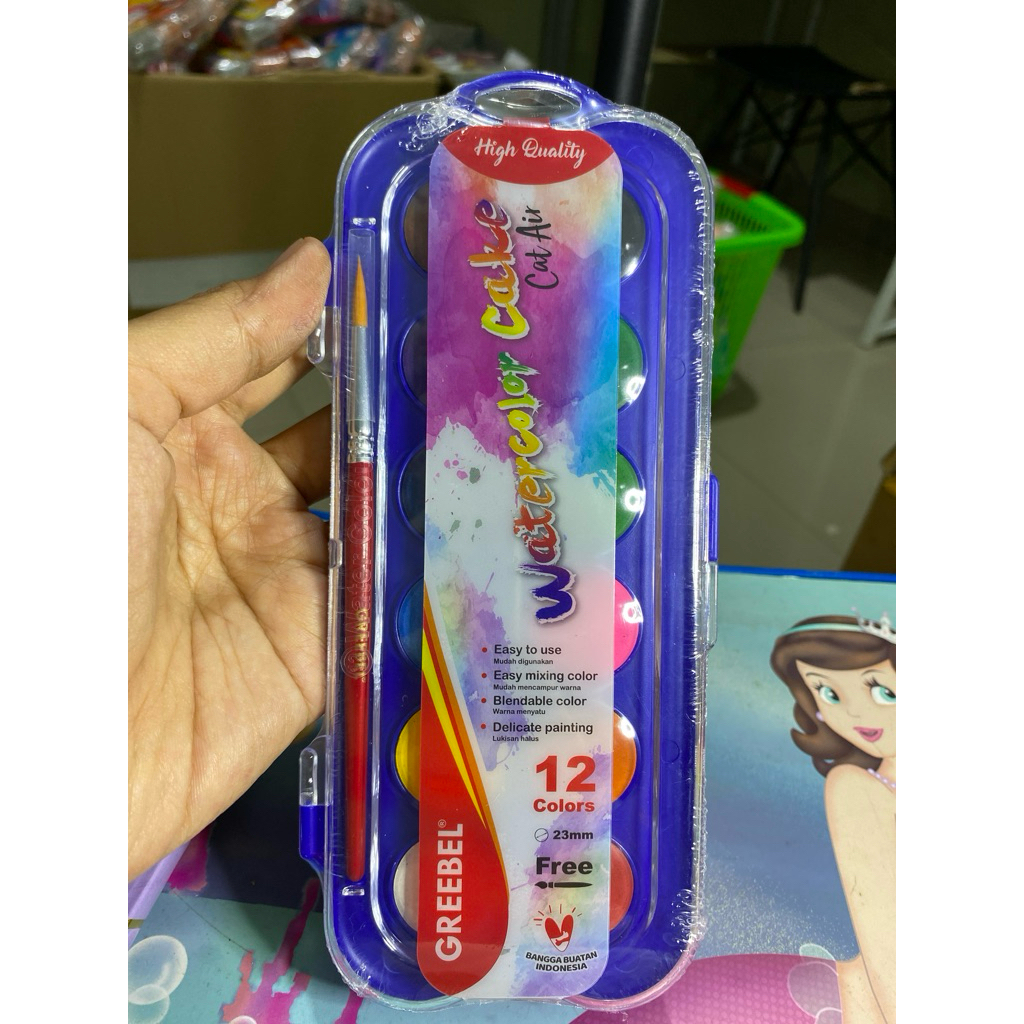 High Quality
Watercolor Cake
Cat Air
• Easy to use
Mudah digunakan
• Easy mixing color
Mudah mencampur warna
• Blendable color
Warna menyatu
• Delicate painting
Lukisan halus
12
Colors
⌀ 23mm
Free
BANGGA BUATAN
INDONESIA
GREEBEL®
GREEBEL